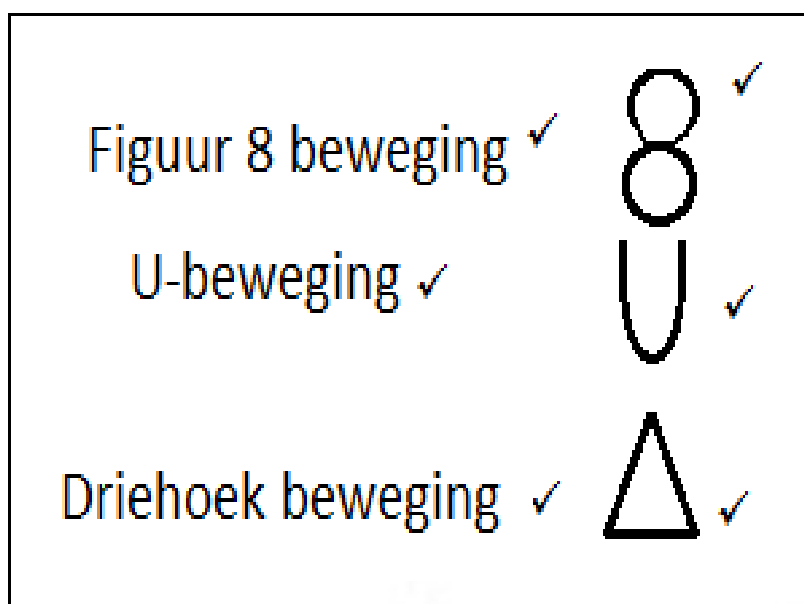 Figuur 8 beweging ✓ ✓
U-beweging ✓ ✓
Driehoek beweging ✓ ✓